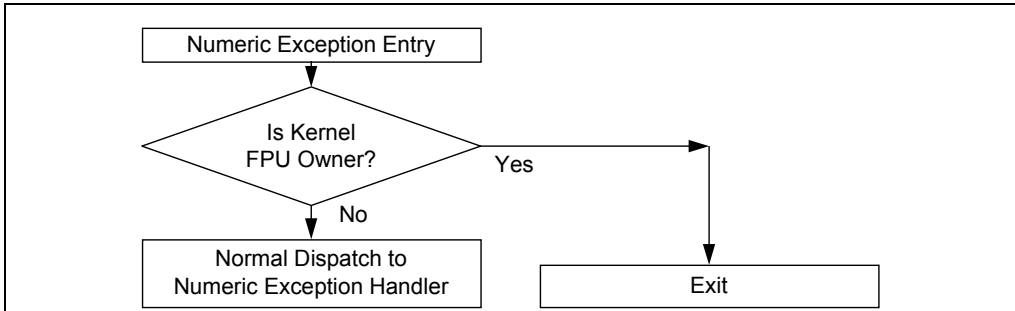 Numeric Exception Entry
Is Kernel
FPU Owner?
Yes
No
Normal Dispatch to
Numeric Exception Handler
Exit